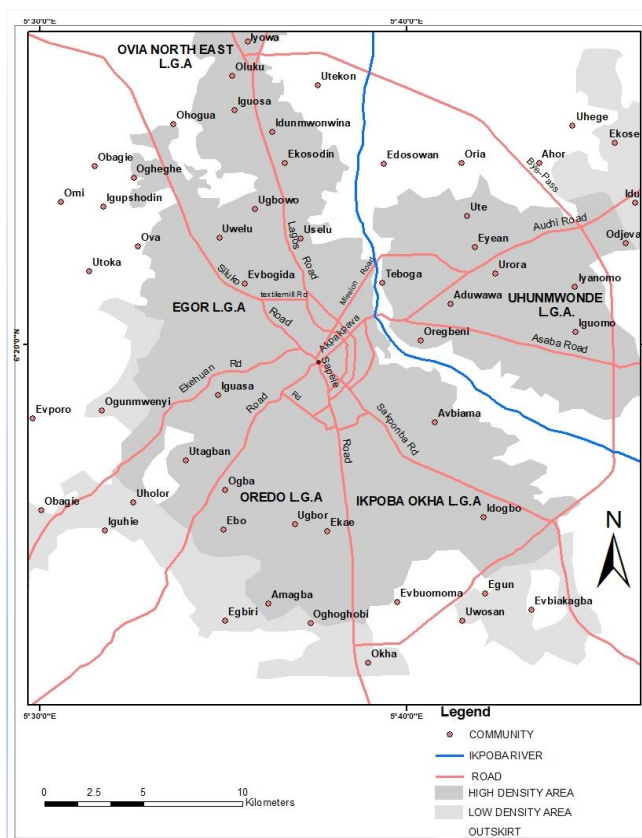 5°30'0"E
5°40'0"E
OVIA NORTH EAST
L.G.A
Iyowa
Oluku
Utekon
Iguosa
Ohogua
Idunmwonwina
Uhege
Ekose
Obagie
Ogheghe
Ekosodin
Edosowan
Oria
Ahor
Bye-Pass
Omi
Igupshodin
Ugbowo
Ute
Auchi Road
Idu
Ova
Uwelu
Lagos
Road
Uselu
Eyean
Odjeva
Utoka
Siluko
Road
Evbogida
textilemill Rd
Mission Road
Teboga
Urora
Iyanomo
EGOR L.G.A
Aduwawa
UHUNMWONDE
L.G.A.
Iguomo
6°20'0"E
6°20'0"E
Akpakpava
Oregbeni
Asaba Road
Ekehuan Rd
Sapele
Road
Iguasa
Road
Rd
Evporo
Ogunmwenyi
Sakponba Rd
Avbiama
Utagban
Ogba
Obagie
Uholor
OREDO L.G.A
IKPOBA OKHA L.G.A
Iguhie
Ebo
Ugbor
Ekae
Idogbo
N
Amagba
Evbuomoma
Egun
Egbiri
Oghoghobi
Uwosan
Evbiakagba
Okha
5°30'0"E
5°40'0"E
Legend
COMMUNITY
IKPOBA RIVER
ROAD
HIGH DENSITY AREA
LOW DENSITY AREA
OUTSKIRT
0 2.5 5 10
Kilometers